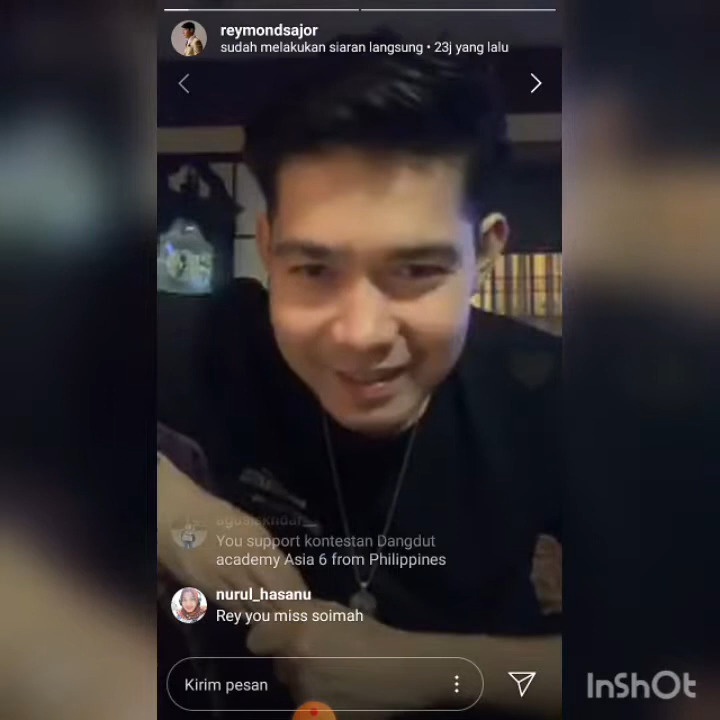 reymondsajor
sudah melakukan siaran langsung • 23j yang lalu
You support kontestan Dangdut
academy Asia 6 from Philippines
nurul_hasanu
Rey you miss soimah
Kirim pesan
InShOt